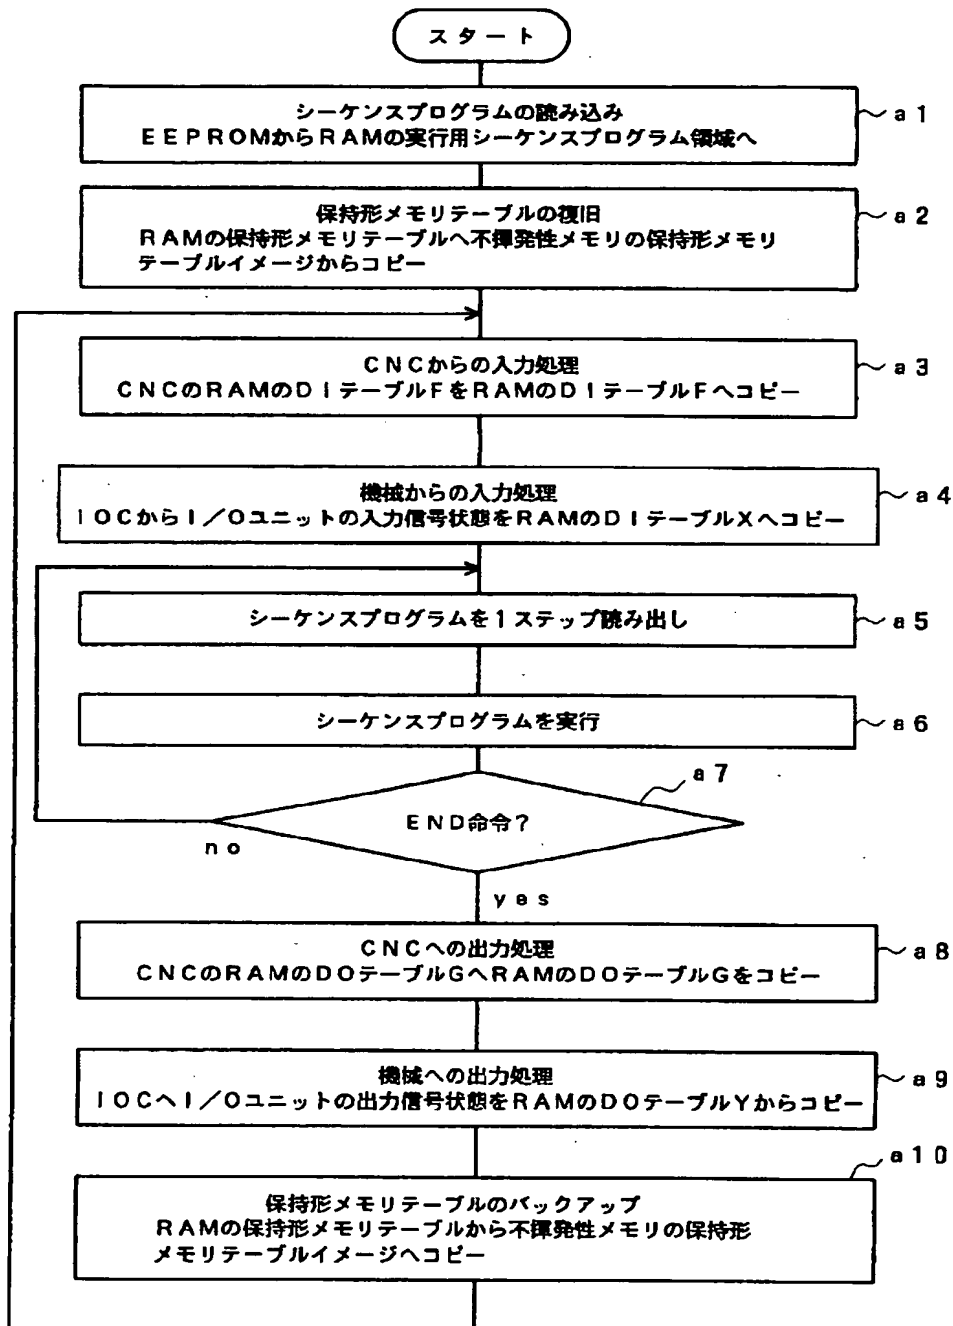 スタート
シーケンスプログラムの読み込み
EEPROMからRAMの実行用シーケンスプログラム領域へ
a1
保持形メモリテーブルの復旧
RAMの保持形メモリテーブルへ不揮発性メモリの保持形メモリ
テーブルイメージからコピー
a2
CNCからの入力処理
CNCのRAMのDIテーブルFをRAMのDIテーブルFへコピー
a3
機械からの入力処理
IOCからI/Oユニットの入力信号状態をRAMのDIテーブルXへコピー
a4
シーケンスプログラムを1ステップ読み出し
a5
シーケンスプログラムを実行
a6
a7
END命令?
no
yes
CNCへの出力処理
CNCのRAMのDOテーブルGへRAMのDOテーブルGをコピー
a8
機械への出力処理
IOCへI/Oユニットの出力信号状態をRAMのDOテーブルYからコピー
a9
a10
保持形メモリテーブルのバックアップ
RAMの保持形メモリテーブルから不揮発性メモリの保持形
メモリテーブルイメージへコピー